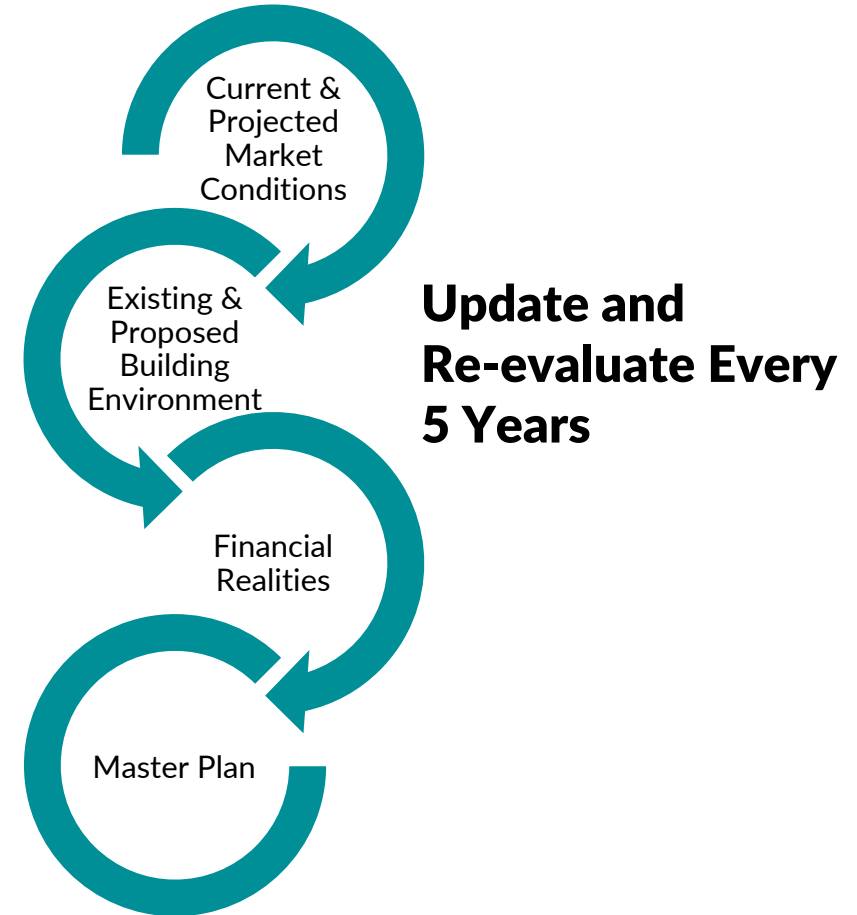 Current &
Projected
Market
Conditions
Existing &
Proposed
Building
Environment
Update and
Re-evaluate Every
5 Years
Financial
Realities
Master Plan